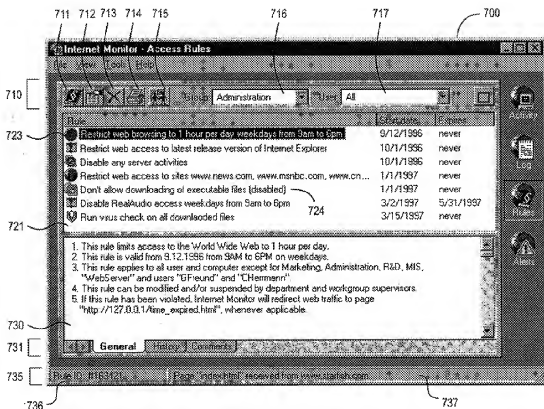 711
712
713
714
715
716
717
700
Internet Monitor - Access Rules
File View Tools Help
710
Group: Administration User: All
Activity
Rule Start date Expires
723
Restrict web browsing to 1 hour per day weekdays from 9am to 6pm 9/12/1996 never
Restrict web access to latest release version of Internet Explorer 10/1/1996 never
Disable any server activities 10/1/1996 never
Restrict web access to sites www.news.com, www.msnbc.com, www.cn... 1/1/1997 never
Don't allow downloading of executable files (disabled) 1/1/1997 never
724
Disable RealAudio access weekdays from 9am to 6pm 3/2/1997 5/31/1997
Run virus check on all downlaoded files 3/15/1997 never
721
Log
Rules
Alerts
1. This rule limits access to the World Wide Web to 1 hour per day.
2. This rule is valid from 9.12.1996 from 9AM to 6PM on weekdays.
3. This rule applies to all user and computer except for Marketing, Administration, R&D, MIS,
"WebServer" and users "GFreund" and "CHerrmann".
4. This rule can be modified and/or suspended by department and workgroup supervisors.
5. If this rule has been violated, Internet Monitor will redirect web traffic to page
"http://127.0.0.1/time_expired.html", whenever applicable.
730
731
General History Comments
735
Rule ID: #163421 Page "index.html" received from www.starfish.com
736
737